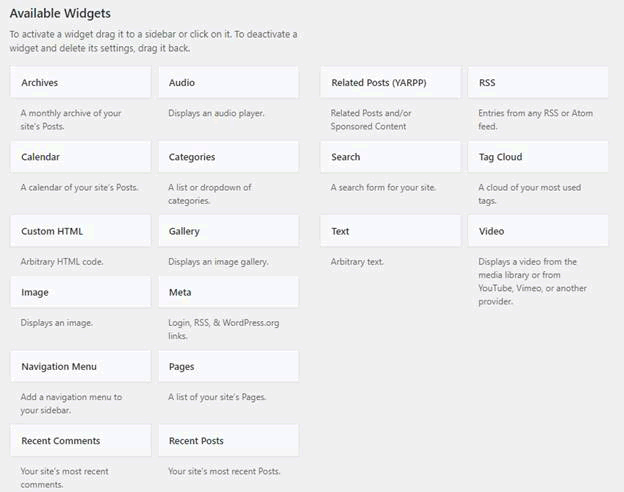 Available Widgets
To activate a widget drag it to a sidebar or click on it. To deactivate a
widget and delete its settings, drag it back.
Archives
A monthly archive of your
site's Posts.
Audio
Displays an audio player.
Calendar
A calendar of your site's Posts.
Categories
A list or dropdown of
categories.
Custom HTML
Arbitrary HTML code.
Gallery
Displays an image gallery.
Image
Displays an image.
Meta
Login, RSS, & WordPress.org
links.
Navigation Menu
Add a navigation menu to
your sidebar.
Pages
A list of your site's Pages.
Recent Comments
Your site's most recent
comments.
Recent Posts
Your site's most recent Posts.
Related Posts (YARPP)
Related Posts and/or
Sponsored Content
RSS
Entries from any RSS or Atom
feed.
Search
A search form for your site.
Tag Cloud
A cloud of your most used
tags.
Text
Arbitrary text.
Video
Displays a video from the
media library or from
YouTube, Vimeo, or another
provider.